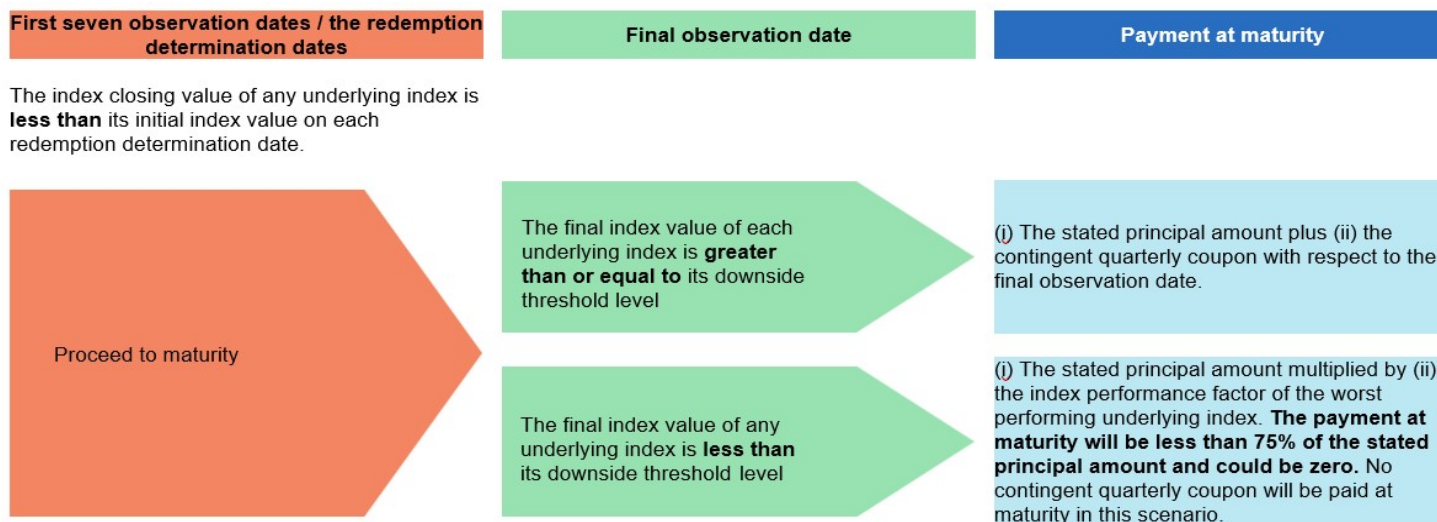 First seven observation dates / the redemption
determination dates
Final observation date
Payment at maturity
The index closing value of any underlying index is
less than its initial index value on each
redemption determination date.
Proceed to maturity
The final index value of each
underlying index is greater
than or equal to its downside
threshold level
(i) The stated principal amount plus (ii) the
contingent quarterly coupon with respect to the
final observation date.
The final index value of any
underlying index is less than
its downside threshold level
(i) The stated principal amount multiplied by (ii)
the index performance factor of the worst
performing underlying index. The payment at
maturity will be less than 75% of the stated
principal amount and could be zero. No
contingent quarterly coupon will be paid at
maturity in this scenario.